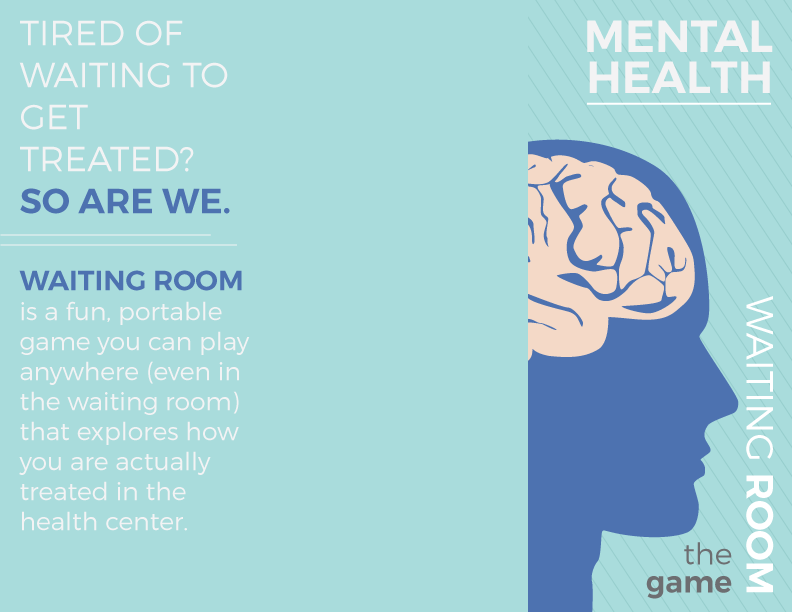 TIRED OF
WAITING TO
GET
TREATED?
SO ARE WE.
WAITING ROOM
is a fun, portable
game you can play
anywhere (even in
the waiting room)
that explores how
you are actually
treated in the
health center.
MENTAL
HEALTH
WAITING ROOM
the
game